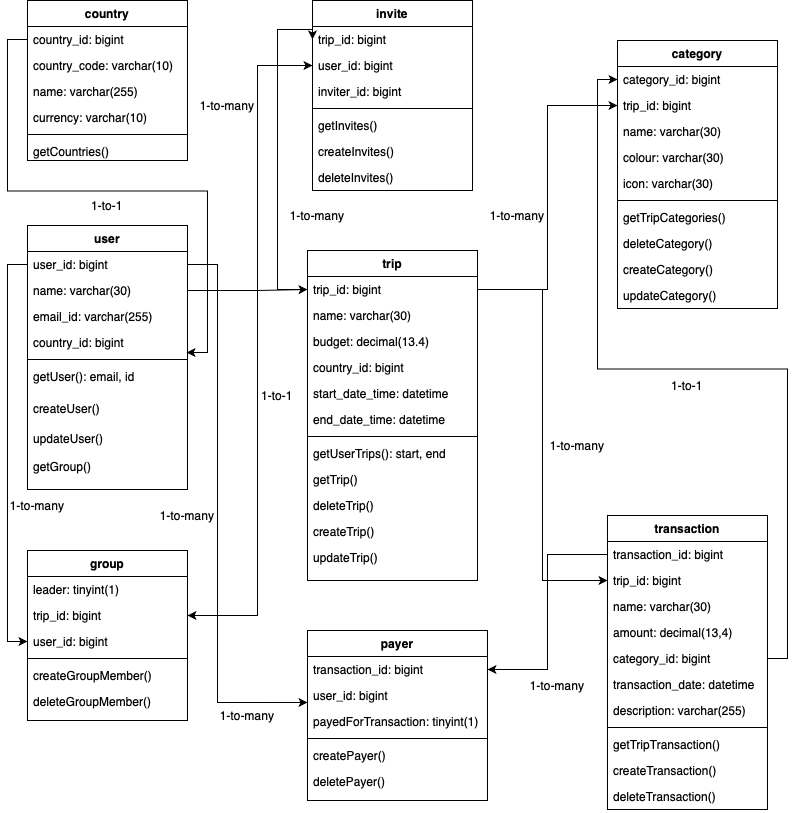 country
country_id: bigint
country_code: varchar(10)
name: varchar(255)
currency: varchar(10)
getCountries()
invite
trip_id: bigint
user_id: bigint
inviter_id: bigint
getInvites()
createInvites()
deleteInvites()
category
category_id: bigint
trip_id: bigint
name: varchar(30)
colour: varchar(30)
icon: varchar(30)
getTripCategories()
deleteCategory()
createCategory()
updateCategory()
1-to-many
1-to-1
1-to-many
1-to-many
user
user_id: bigint
name: varchar(30)
email_id: varchar(255)
country_id: bigint
getUser(): email, id
createUser()
updateUser()
getGroup()
trip
trip_id: bigint
name: varchar(30)
budget: decimal(13.4)
country_id: bigint
start_date_time: datetime
end_date_time: datetime
getUserTrips(): start, end
getTrip()
deleteTrip()
createTrip()
updateTrip()
1-to-1
1-to-1
1-to-many
1-to-many
1-to-many
group
leader: tinyint(1)
trip_id: bigint
user_id: bigint
createGroupMember()
deleteGroupMember()
payer
transaction_id: bigint
user_id: bigint
payedForTransaction: tinyint(1)
createPayer()
deletePayer()
transaction
transaction_id: bigint
trip_id: bigint
name: varchar(30)
amount: decimal(13,4)
category_id: bigint
transaction_date: datetime
description: varchar(255)
getTripTransaction()
createTransaction()
deleteTransaction()
1-to-many
1-to-many